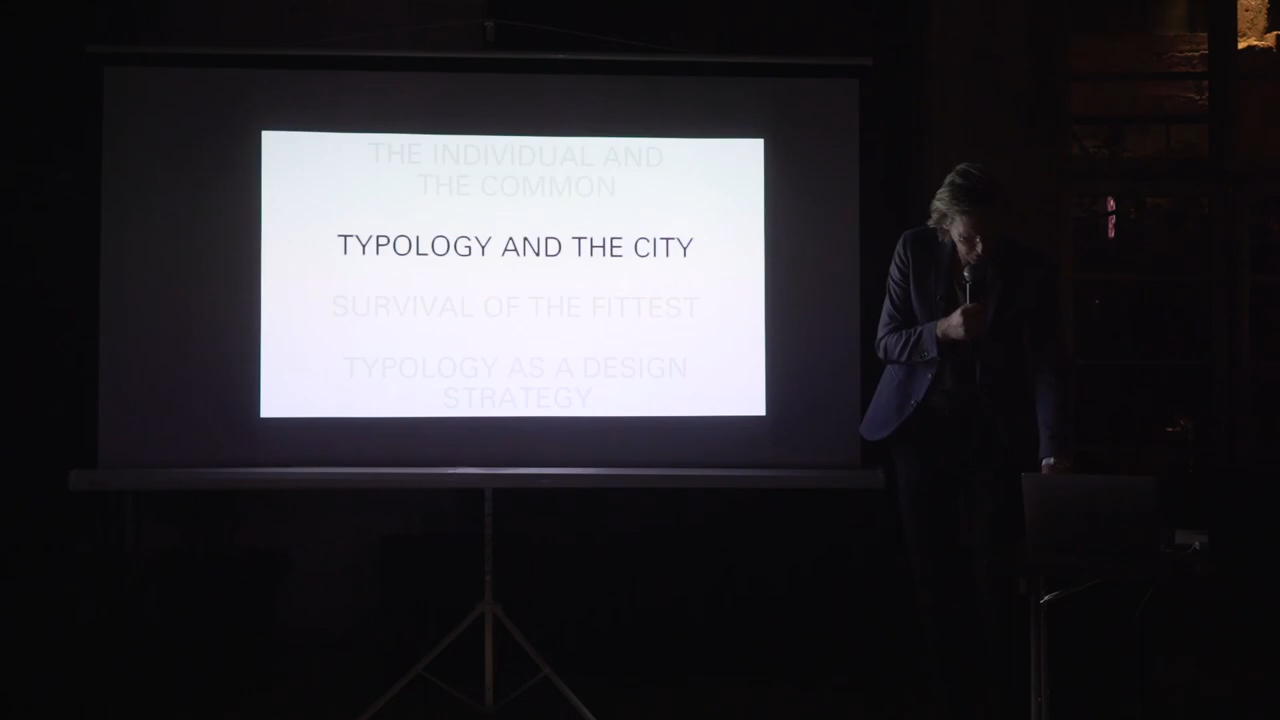 THE INDIVIDUAL AND
THE COMMON
TYPOLOGY AND THE CITY
SURVIVAL OF THE FITTEST
TYPOLOGY AS A DESIGN
STRATEGY